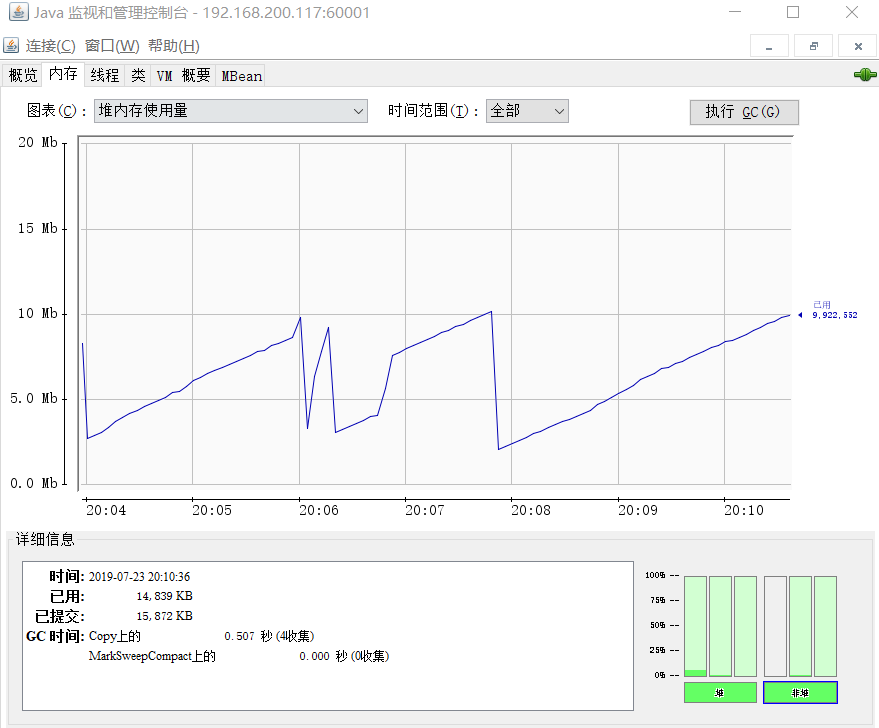 Java 监视和管理控制台 - 192.168.200.117:60001
连接(C) 窗口(W) 帮助(H)
概览 内存 线程 类 VM 概要 MBean
图表(C): 堆内存使用量 时间范围(T): 全部 执行 GC(G)
20 Mb
15 Mb
10 Mb
5.0 Mb
0.0 Mb
已用
9,922,552
20:04 20:05 20:06 20:07 20:08 20:09 20:10
详细信息
时间: 2019-07-23 20:10:36
已用: 14,839 KB
已提交: 15,872 KB
GC 时间: Copy上的 0.507 秒 (4收集)
MarkSweepCompact上的 0.000 秒 (0收集)
100% --
75% --
50% --
25% --
0% --
堆 非堆